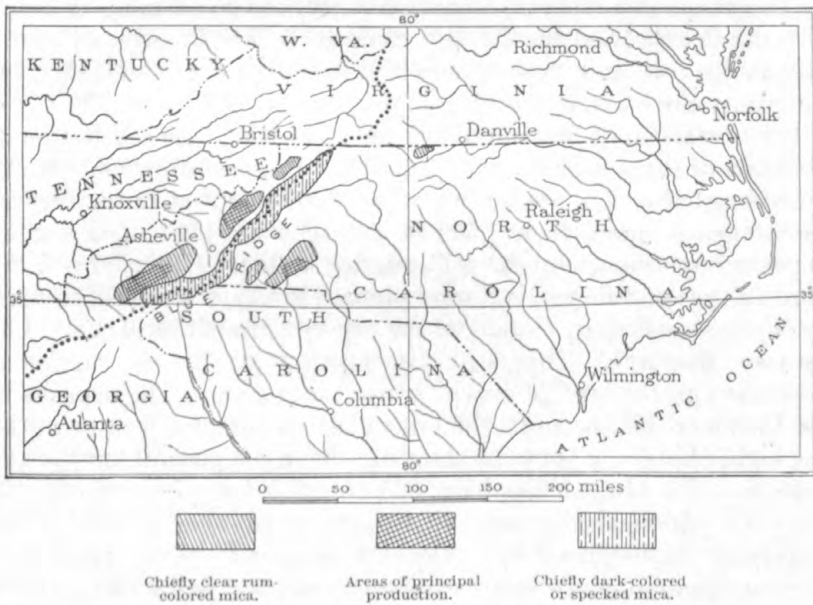 80°
W. VA.
KENTUCKY
Richmond
VIRGINIA
Norfolk
Bristol
Danville
TENNESSEE
Knoxville
Raleigh
Asheville
NORTH
BLUE RIDGE
CAROLINA
35°
35°
SOUTH
CAROLINA
Wilmington
GEORGIA
Columbia
Atlanta
ATLANTIC OCEAN
80°
0 50 100 150 200 miles
Chiefly clear rum-
colored mica.
Areas of principal
production.
Chiefly dark-colored
or specked mica.